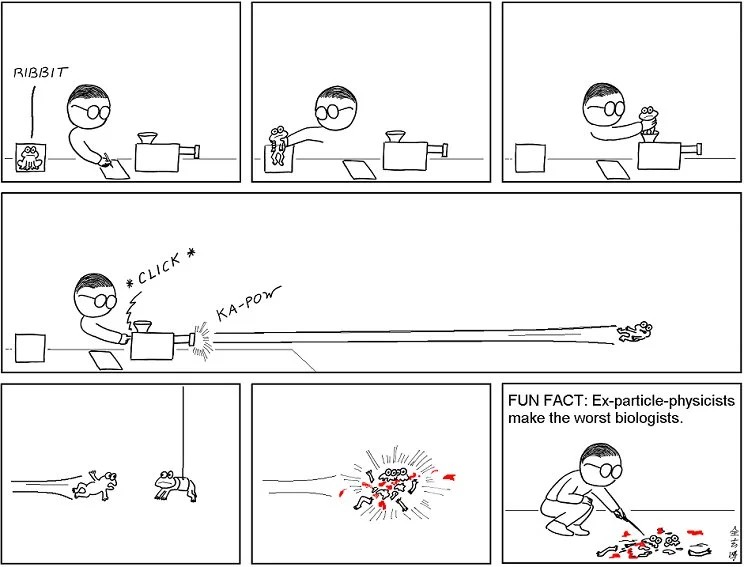 RIBBIT
*CLICK*
KA-POW
FUN FACT: Ex-particle-physicists
make the worst biologists.